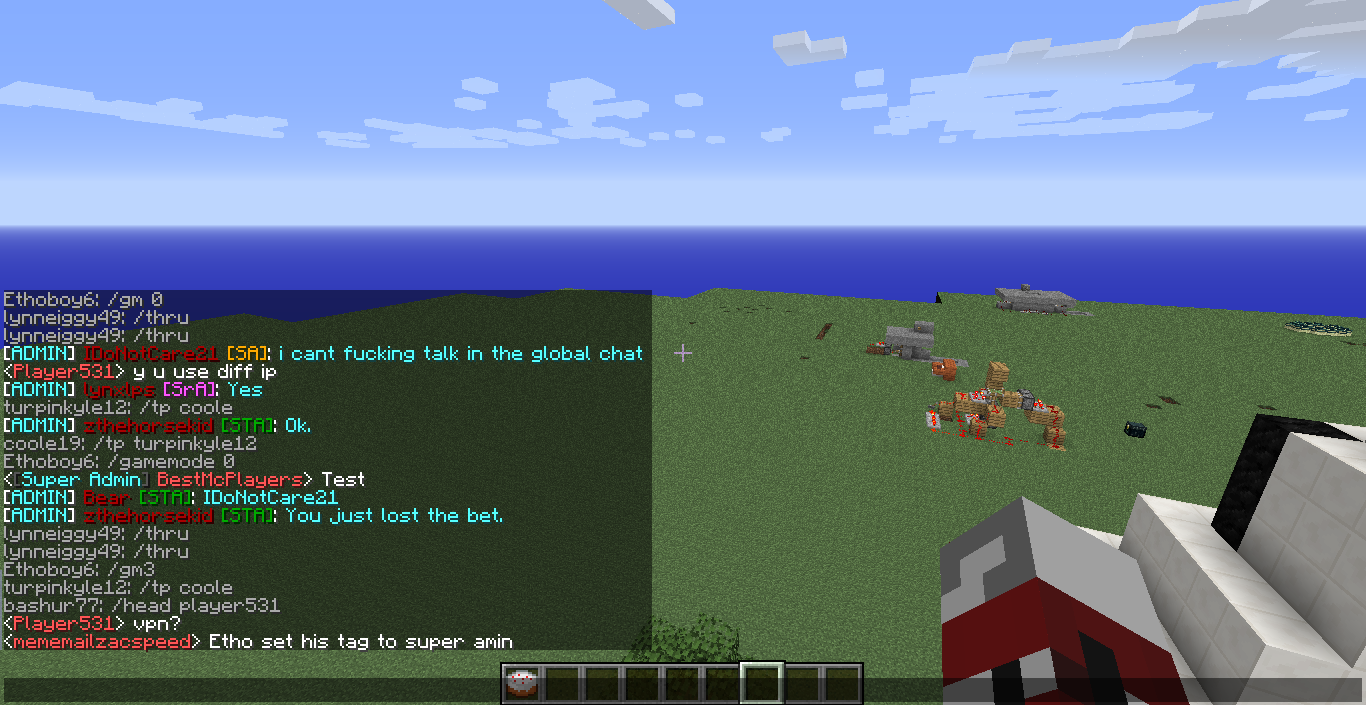 Ethoboy6: /gm 0
lynneiggy49: /thru
lynneiggy49: /thru
[ADMIN] IDoNotCare21 [SA]: i cant fucking talk in the global chat
<Player531> y u use diff ip
[ADMIN] lynxlps [SrA]: Yes
turpinkyle12: /tp coole
[ADMIN] zthehorsekid [STA]: Ok.
coole19: /tp turpinkyle12
Ethoboy6: /gamemode 0
<[Super Admin] BestMcPlayers> Test
[ADMIN] Bear [STA]: IDoNotCare21
[ADMIN] zthehorsekid [STA]: You just lost the bet.
lynneiggy49: /thru
lynneiggy49: /thru
Ethoboy6: /gm3
turpinkyle12: /tp coole
bashur77: /head player531
<Player531> vpn?
<mememailzacspeed> Etho set his tag to super amin